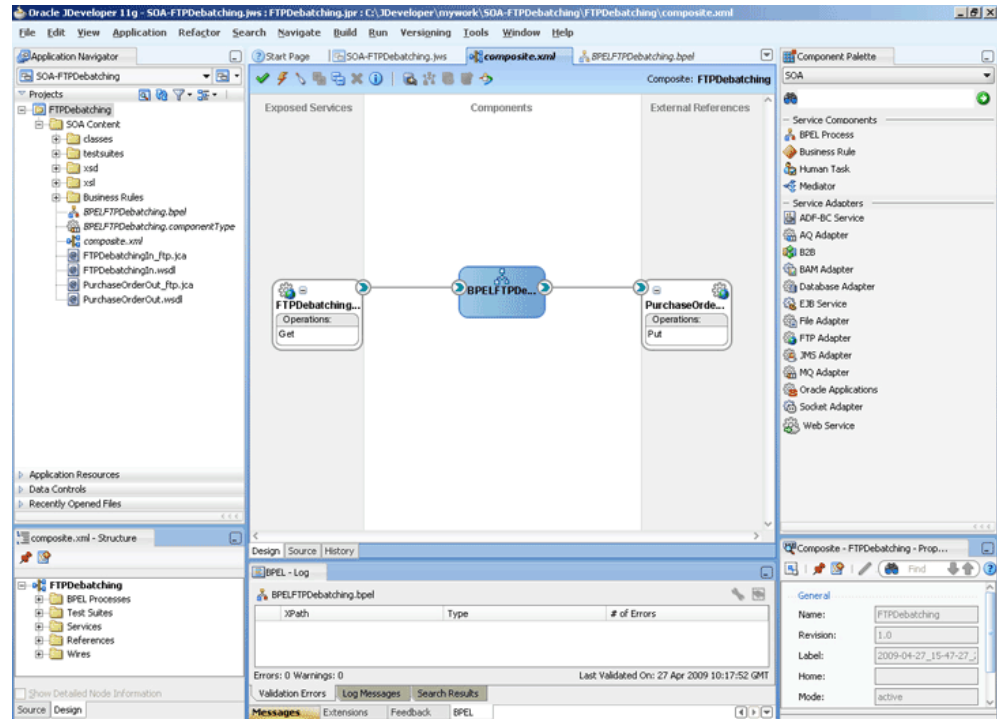 Oracle JDeveloper 11g - SOA-FTPDebatching.jws : FTPDebatching.jpr : C:\JDeveloper\mywork\SOA-FTPDebatching\FTPDebatching\composite.xml
File Edit View Application Refactor Search Navigate Build Run Versioning Tools Window Help
Application Navigator
SOA-FTPDebatching
Projects
FTPDebatching
SOA Content
classes
testsuites
xsd
xsl
Business Rules
BPELFTPDebatching.bpel
BPELFTPDebatching.componentType
composite.xml
FTPDebatchingIn_ftp.jca
FTPDebatchingIn.wsdl
PurchaseOrderOut_ftp.jca
PurchaseOrderOut.wsdl
Application Resources
Data Controls
Recently Opened Files
composite.xml - Structure
FTPDebatching
BPEL Processes
Test Suites
Services
References
Wires
Show Detailed Node Information
Source Design
Start Page SOA-FTPDebatching.jws composite.xml BPELFTPDebatching.bpel
Composite: FTPDebatching
Exposed Services Components External References
FTPDebatching...
Operations:
Get
BPELFTPDe...
PurchaseOrde...
Operations:
Put
Design Source History
BPEL - Log
BPELFTPDebatching.bpel
XPath Type # of Errors
Errors: 0 Warnings: 0 Last Validated On: 27 Apr 2009 10:17:52 GMT
Validation Errors Log Messages Search Results
Messages Extensions Feedback BPEL
Component Palette
SOA
Service Components
BPEL Process
Business Rule
Human Task
Mediator
Service Adapters
ADF-BC Service
AQ Adapter
B2B
BAM Adapter
Database Adapter
EJB Service
File Adapter
FTP Adapter
JMS Adapter
MQ Adapter
Oracle Applications
Socket Adapter
Web Service
Composite - FTPDebatching - Prop...
Find
General
Name: FTPDebatching
Revision: 1.0
Label: 2009-04-27_15-47-27_
Home:
Mode: active